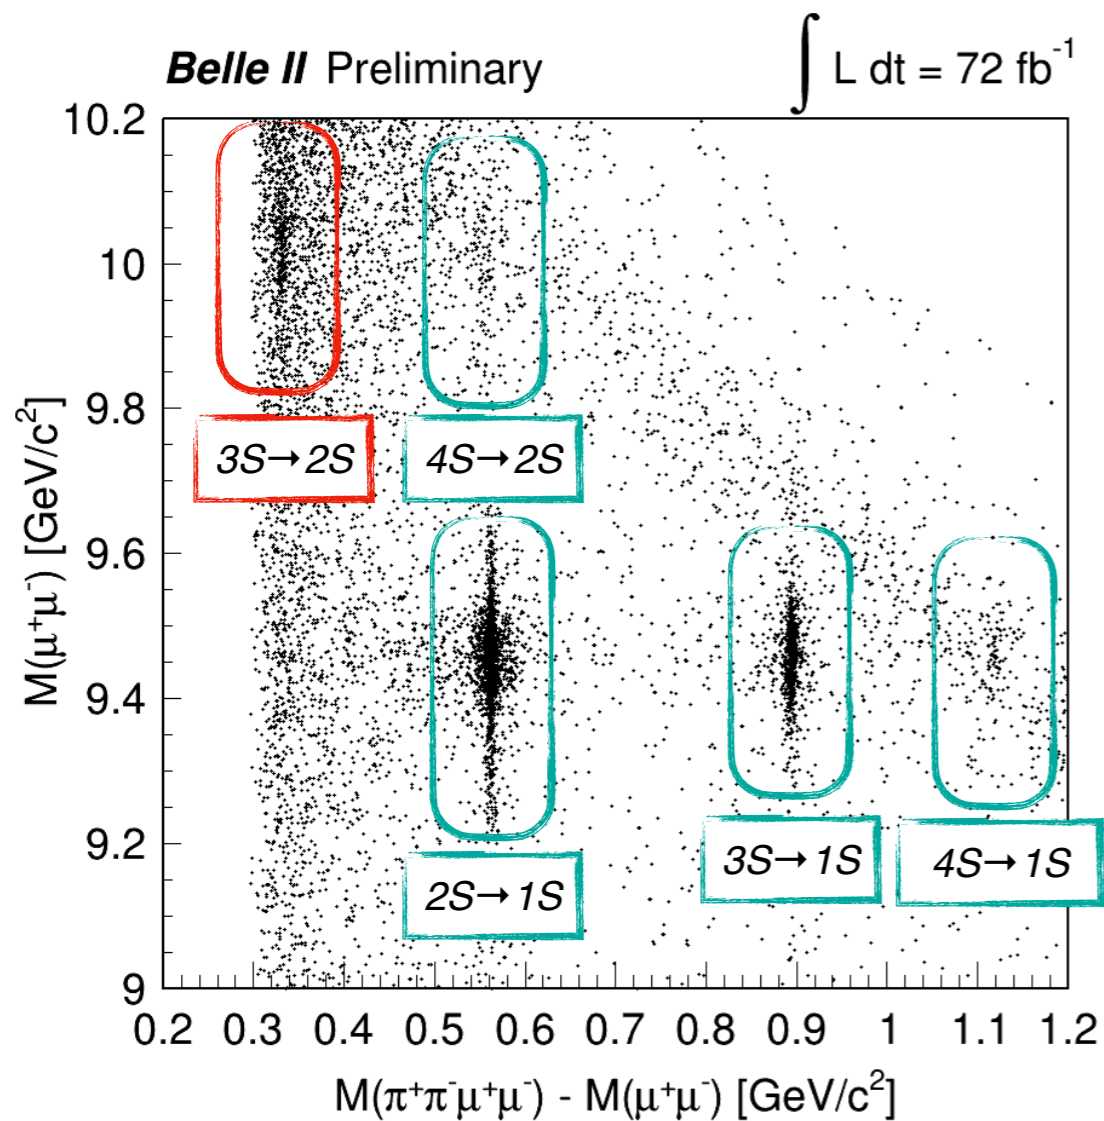 Belle II Preliminary
∫ L dt = 72 fb⁻¹
M(μ⁺μ⁻) [GeV/c²]
10.2
10
9.8
9.6
9.4
9.2
9
3S→2S
4S→2S
2S→1S
3S→1S
4S→1S
0.2 0.3 0.4 0.5 0.6 0.7 0.8 0.9 1 1.1 1.2
M(π⁺π⁻μ⁺μ⁻) - M(μ⁺μ⁻) [GeV/c²]